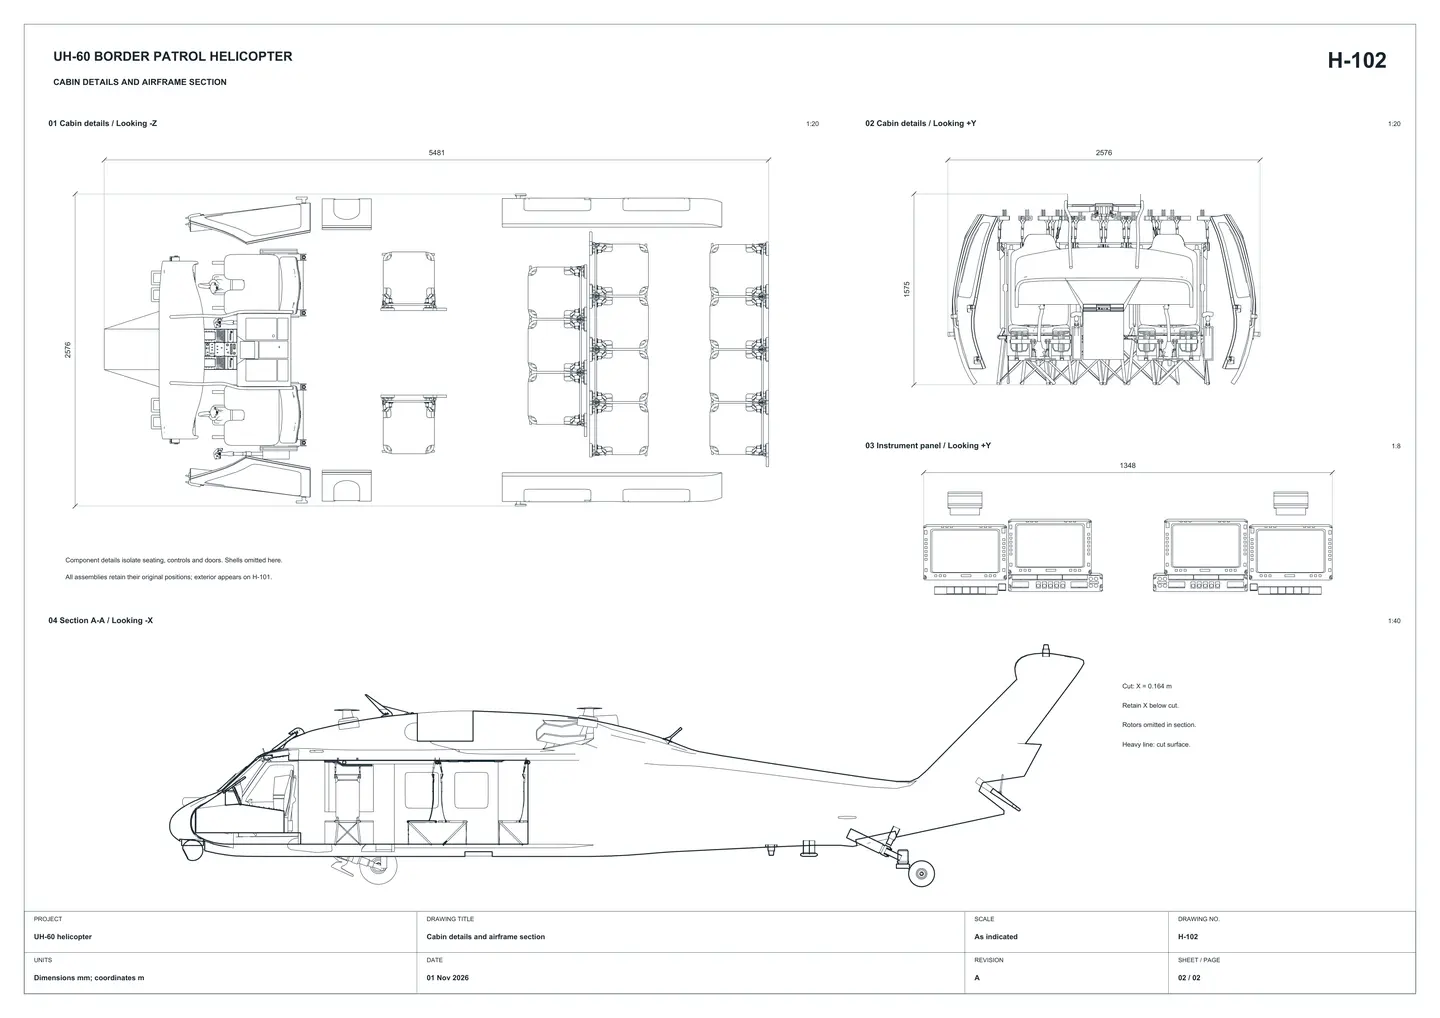 UH-60 BORDER PATROL HELICOPTER
H-102
CABIN DETAILS AND AIRFRAME SECTION
01 Cabin details / Looking -Z
1:20
02 Cabin details / Looking +Y
1:20
5481
2576
2576
1575
03 Instrument panel / Looking +Y
1:8
1348
Component details isolate seating, controls and doors. Shells omitted here.
All assemblies retain their original positions; exterior appears on H-101.
04 Section A-A / Looking -X
1:40
Cut: X = 0.164 m
Retain X below cut.
Rotors omitted in section.
Heavy line: cut surface.
PROJECT
UH-60 helicopter
DRAWING TITLE
Cabin details and airframe section
SCALE
As indicated
DRAWING NO.
H-102
UNITS
Dimensions mm; coordinates m
DATE
01 Nov 2026
REVISION
A
SHEET / PAGE
02 / 02